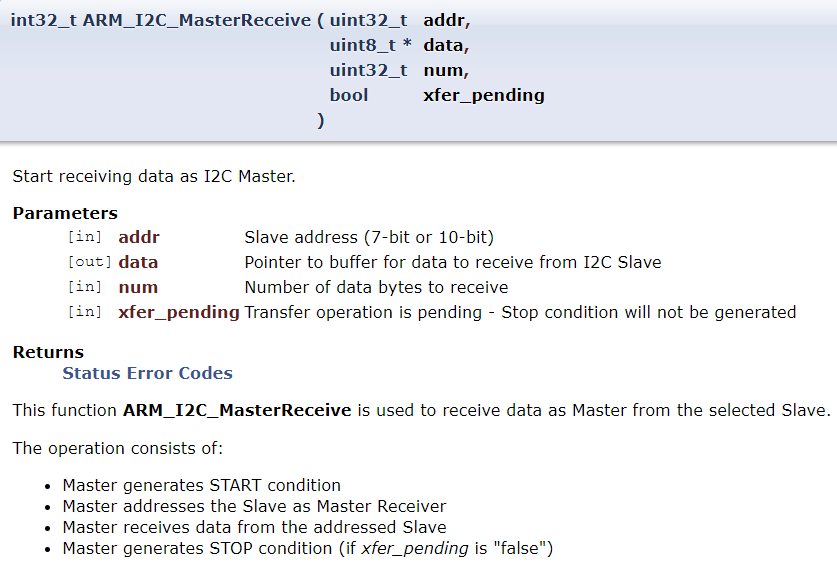 int32_t ARM_I2C_MasterReceive ( uint32_t addr,
uint8_t * data,
uint32_t num,
bool xfer_pending
)
Start receiving data as I2C Master.
Parameters
[in] addr Slave address (7-bit or 10-bit)
[out] data Pointer to buffer for data to receive from I2C Slave
[in] num Number of data bytes to receive
[in] xfer_pending Transfer operation is pending - Stop condition will not be generated
Returns
Status Error Codes
This function ARM_I2C_MasterReceive is used to receive data as Master from the selected Slave.
The operation consists of:
• Master generates START condition
• Master addresses the Slave as Master Receiver
• Master receives data from the addressed Slave
• Master generates STOP condition (if xfer_pending is "false")